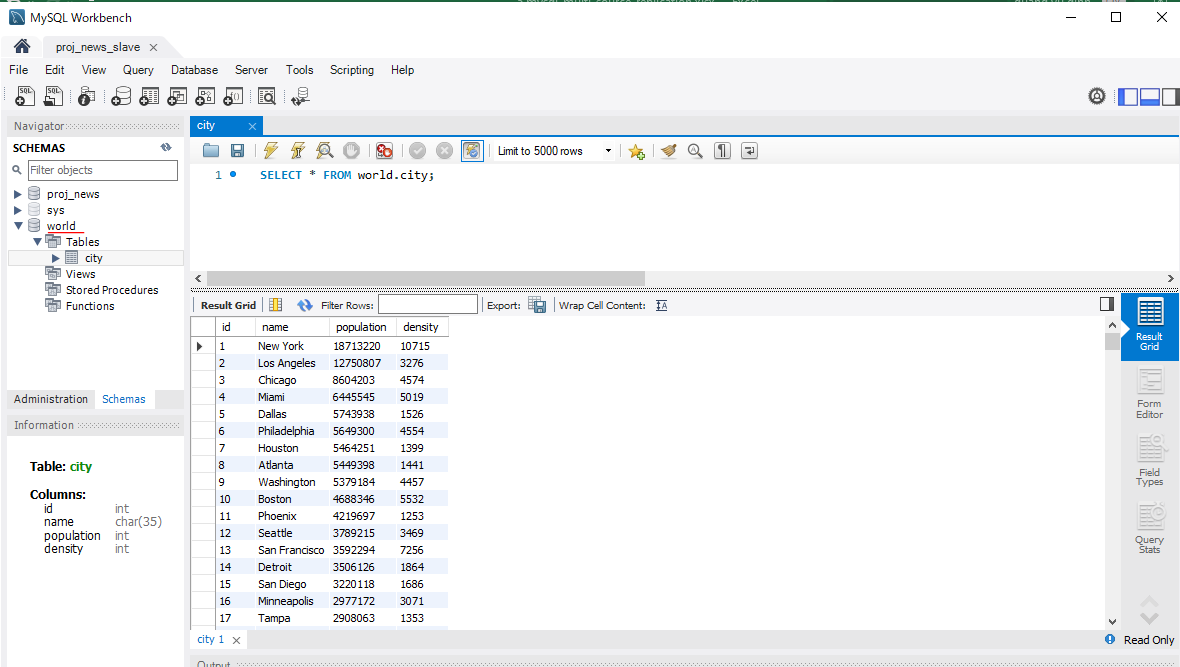 MySQL Workbench
proj_news_slave
File Edit View Query Database Server Tools Scripting Help
Navigator
SCHEMAS
Filter objects
proj_news
sys
world
Tables
city
Views
Stored Procedures
Functions
Administration Schemas
Information
Table: city
Columns:
id int
name char(35)
population int
density int
city
Limit to 5000 rows
1 SELECT * FROM world.city;
Result Grid Filter Rows: Export: Wrap Cell Content:
id name population density
1 New York 18713220 10715
2 Los Angeles 12750807 3276
3 Chicago 8604203 4574
4 Miami 6445545 5019
5 Dallas 5743938 1526
6 Philadelphia 5649300 4554
7 Houston 5464251 1399
8 Atlanta 5449398 1441
9 Washington 5379184 4457
10 Boston 4688346 5532
11 Phoenix 4219697 1253
12 Seattle 3789215 3469
13 San Francisco 3592294 7256
14 Detroit 3506126 1864
15 San Diego 3220118 1686
16 Minneapolis 2977172 3071
17 Tampa 2908063 1353
Result
Grid
Form
Editor
Field
Types
Query
Stats
city 1
Read Only
Output